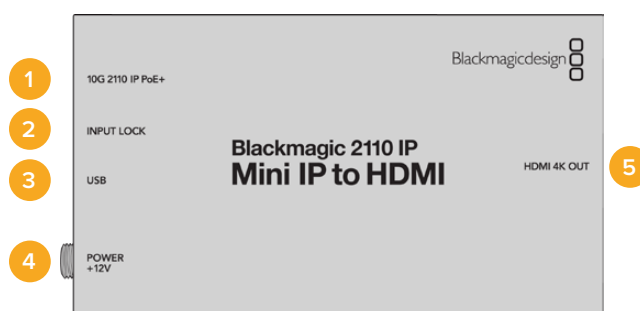 Blackmagicdesign
1
10G 2110 IP PoE+
2
INPUT LOCK
Blackmagic 2110 IP
Mini IP to HDMI
3
USB
HDMI 4K OUT
5
4
POWER
+12V